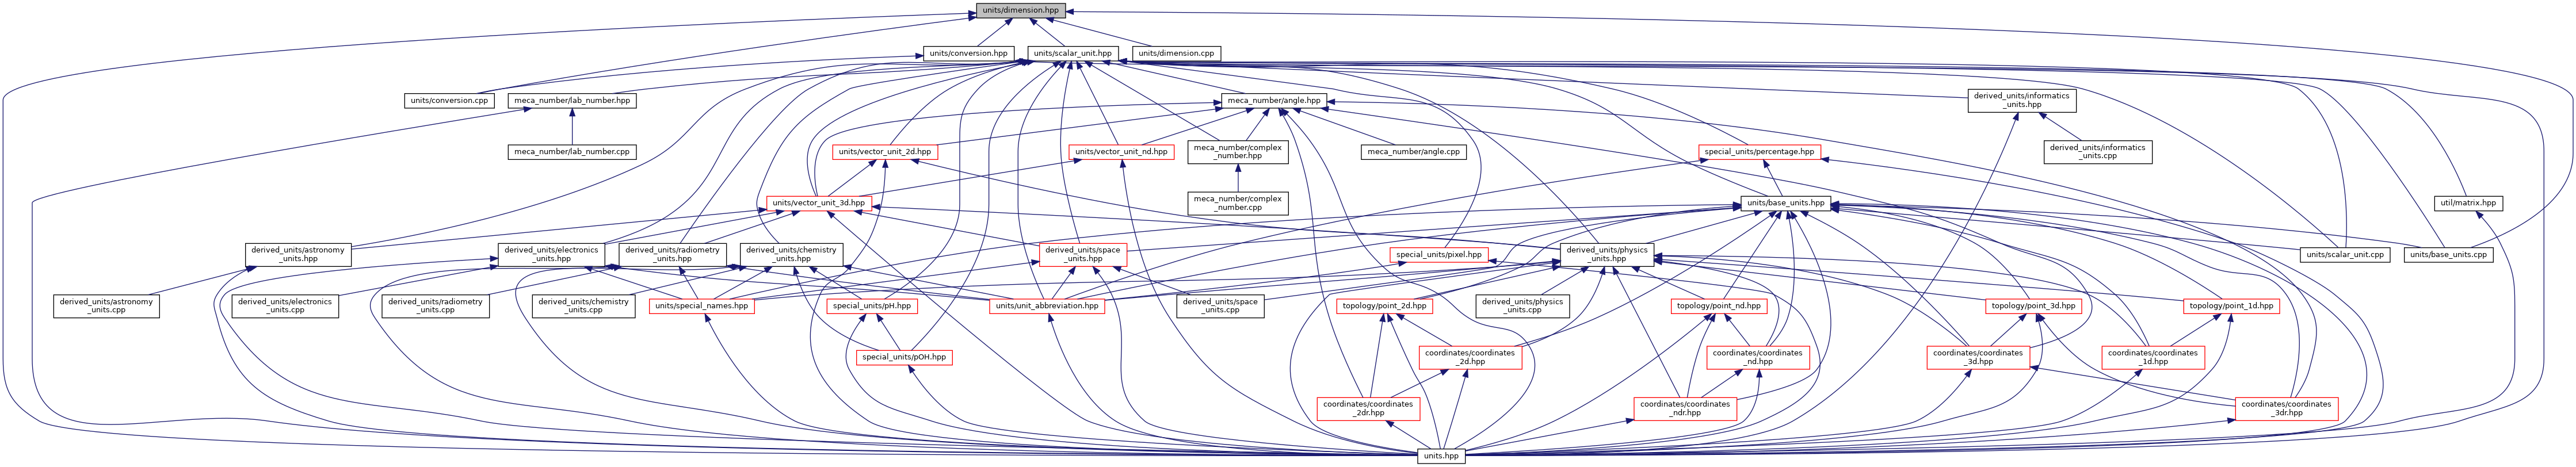 units/dimension.hpp
units/conversion.hpp
units/scalar_unit.hpp
units/dimension.cpp
units/conversion.cpp
meca_number/lab_number.hpp
meca_number/angle.hpp
derived_units/informatics
_units.hpp
meca_number/lab_number.cpp
units/vector_unit_2d.hpp
units/vector_unit_nd.hpp
meca_number/complex
_number.hpp
meca_number/angle.cpp
special_units/percentage.hpp
derived_units/informatics
_units.cpp
units/vector_unit_3d.hpp
meca_number/complex
_number.cpp
units/base_units.hpp
util/matrix.hpp
derived_units/astronomy
_units.hpp
derived_units/electronics
_units.hpp
derived_units/radiometry
_units.hpp
derived_units/chemistry
_units.hpp
derived_units/space
_units.hpp
special_units/pixel.hpp
derived_units/physics
_units.hpp
units/scalar_unit.cpp
units/base_units.cpp
derived_units/astronomy
_units.cpp
derived_units/electronics
_units.cpp
derived_units/radiometry
_units.cpp
derived_units/chemistry
_units.cpp
units/special_names.hpp
special_units/pH.hpp
units/unit_abbreviation.hpp
derived_units/space
_units.cpp
topology/point_2d.hpp
derived_units/physics
_units.cpp
topology/point_nd.hpp
topology/point_3d.hpp
topology/point_1d.hpp
special_units/pOH.hpp
coordinates/coordinates
_2d.hpp
coordinates/coordinates
_nd.hpp
coordinates/coordinates
_3d.hpp
coordinates/coordinates
_1d.hpp
coordinates/coordinates
_2dr.hpp
coordinates/coordinates
_ndr.hpp
coordinates/coordinates
_3dr.hpp
units.hpp